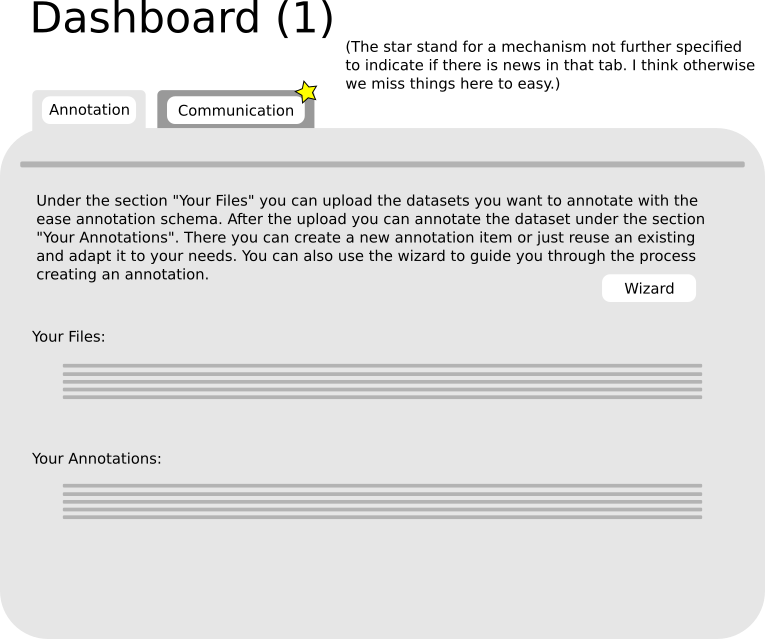 Dashboard (1)
(The star stand for a mechanism not further specified
to indicate if there is news in that tab. I think otherwise
we miss things here to easy.)
Annotation
Communication
Under the section "Your Files" you can upload the datasets you want to annotate with the
ease annotation schema. After the upload you can annotate the dataset under the section
"Your Annotations". There you can create a new annotation item or just reuse an existing
and adapt it to your needs. You can also use the wizard to guide you through the process
creating an annotation.
Wizard
Your Files:
Your Annotations: